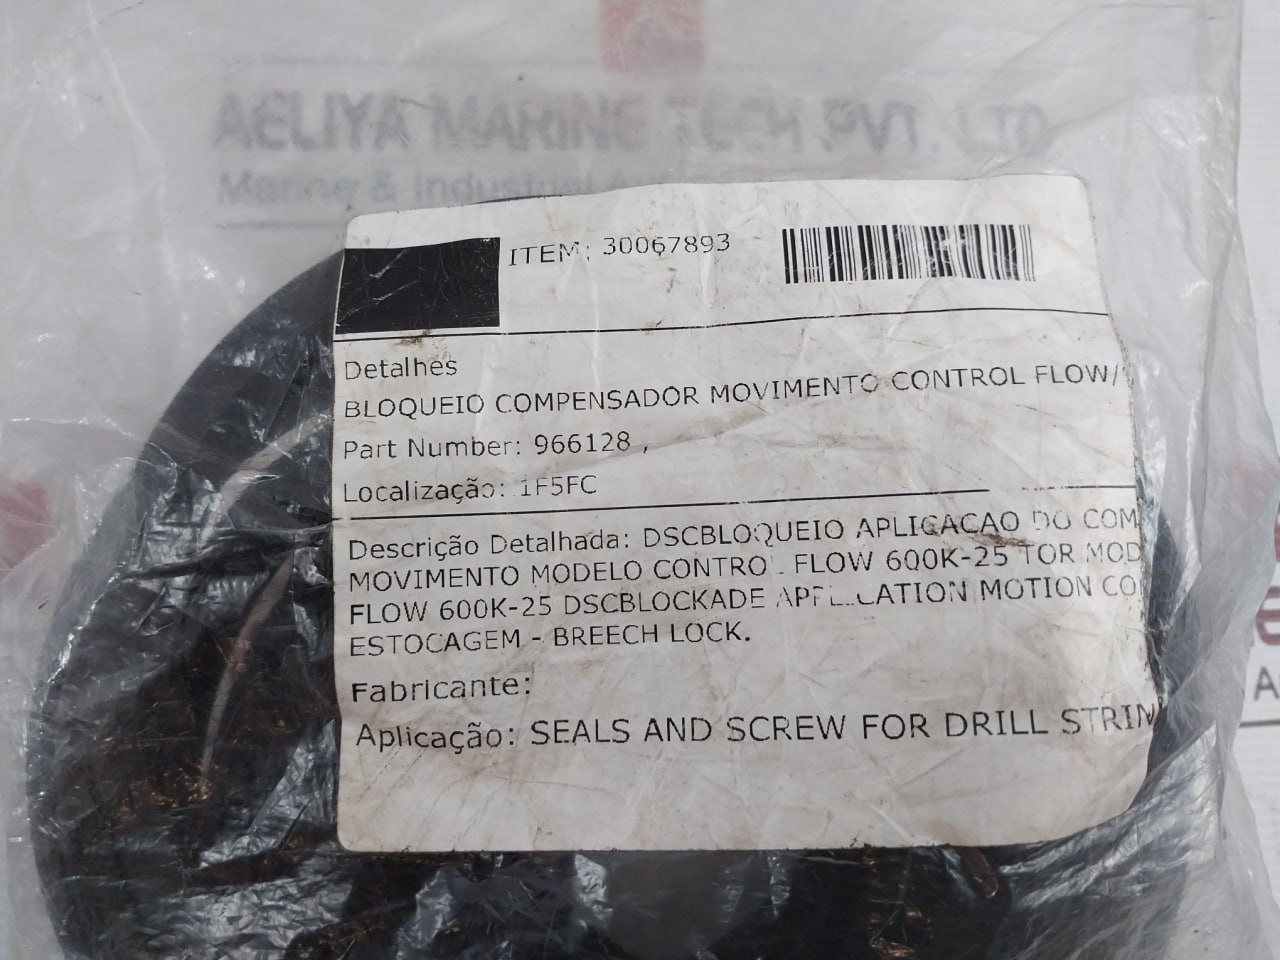 AELIYA MARINE TECH PVT. LTD
Marine & Industrial
ITEM: 30067893
Detalhes
BLOQUEIO COMPENSADOR MOVIMENTO CONTROL FLOW/
Part Number: 966128 ,
Localização: 1F5FC
Descrição Detalhada: DSCBLOQUEIO APLICACAO DO COM
MOVIMENTO MODELO CONTROL FLOW 600K-25 TOR MOD
FLOW 600K-25 DSCBLOCKADE APPLICATION MOTION CO
ESTOCAGEM - BREECH LOCK.
Fabricante:
Aplicação: SEALS AND SCREW FOR DRILL STRIN